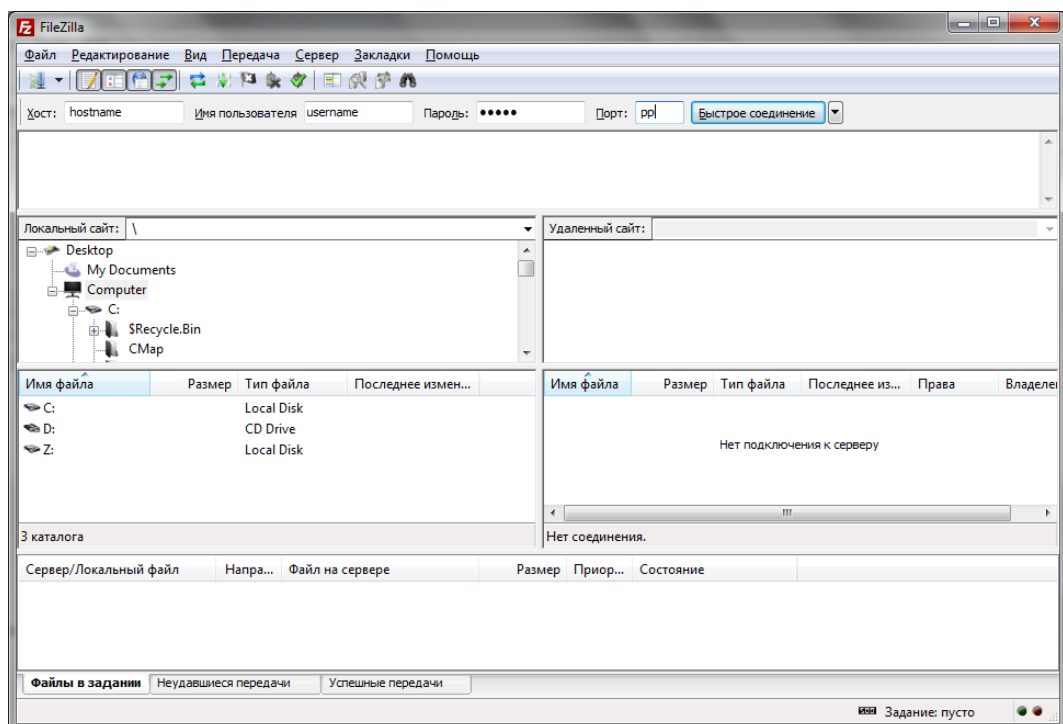 FileZilla
Файл Редактирование Вид Передача Сервер Закладки Помощь
Хост: hostname Имя пользователя username Пароль: ●●●●● Порт: pp Быстрое соединение
Локальный сайт: \ Удаленный сайт:
Desktop
My Documents
Computer
C:
$Recycle.Bin
CMap
Имя файла Размер Тип файла Последнее измен... Имя файла Размер Тип файла Последнее из... Права Владелец
C: Local Disk
D: CD Drive
Z: Local Disk
Нет подключения к серверу
3 каталога Нет соединения.
Сервер/Локальный файл Напра... Файл на сервере Размер Приор... Состояние
Файлы в задании Неудавшиеся передачи Успешные передачи
Задание: пусто